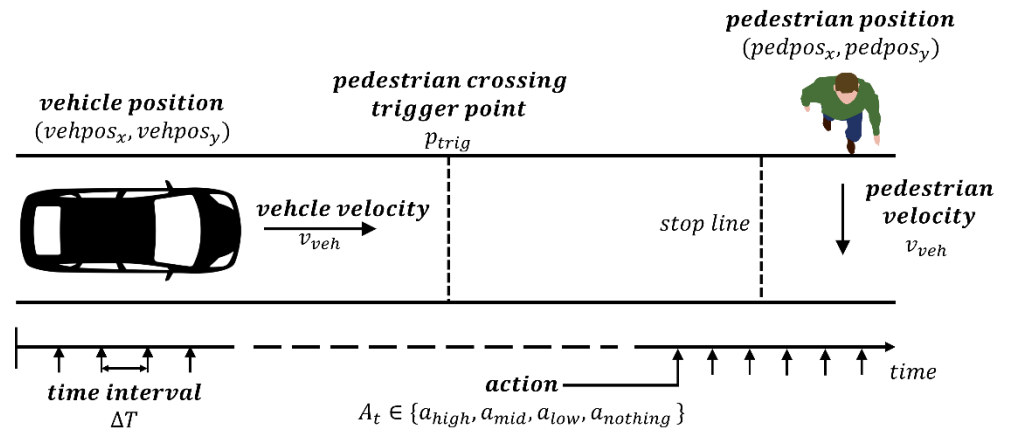 pedestrian position
(pedpos_x, pedpos_y)
pedestrian crossing
trigger point
p_trig
vehicle position
(vehpos_x, vehpos_y)
vehcle velocity
v_veh
stop line
pedestrian
velocity
v_veh
time interval
ΔT
action
A_t ∈ {a_high, a_mid, a_low, a_nothing }
time